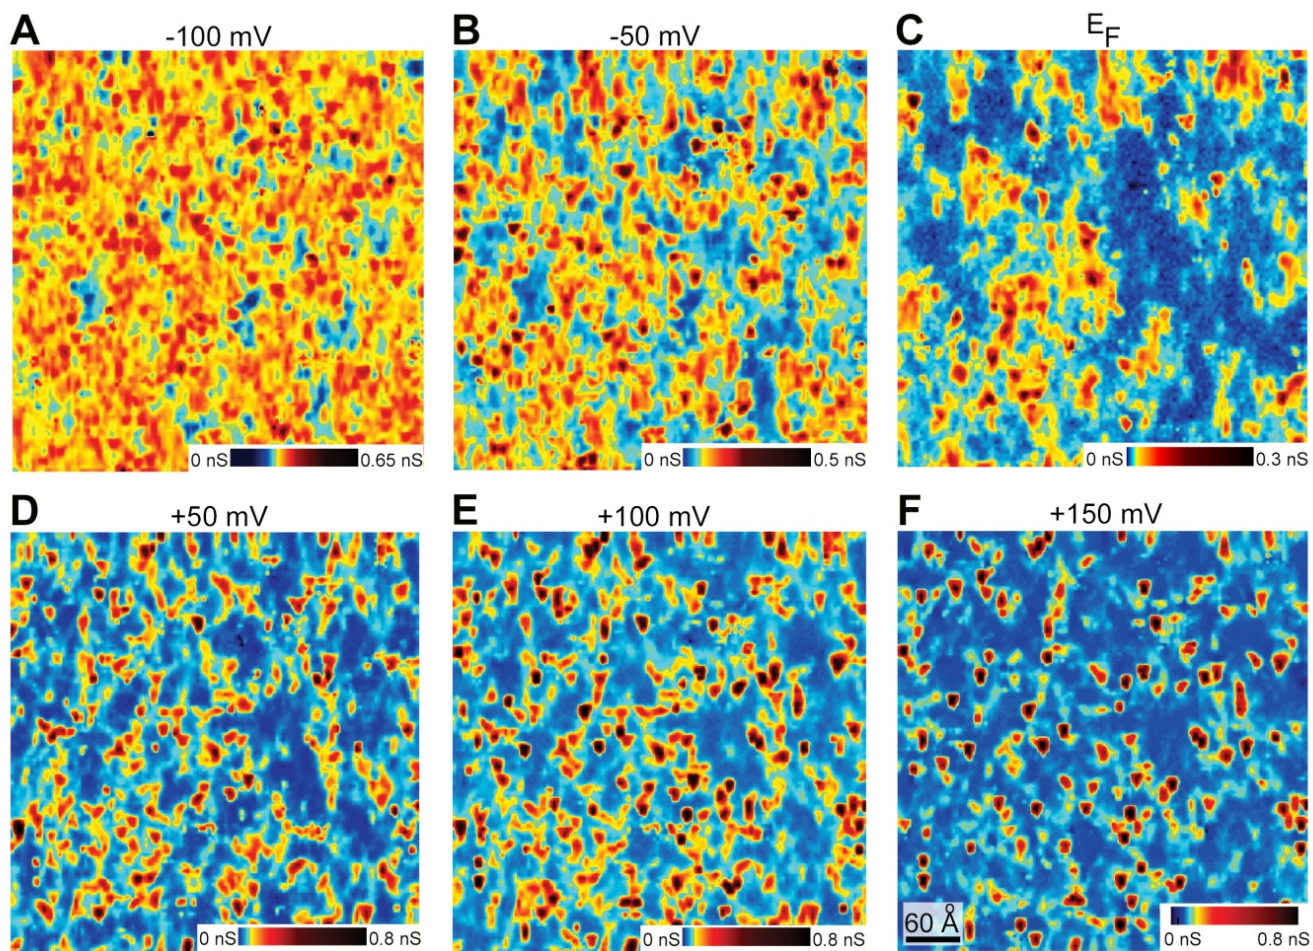 A
-100 mV
B
-50 mV
C
E_F
0 nS 0.65 nS
0 nS 0.5 nS
0 nS 0.3 nS
D
+50 mV
E
+100 mV
F
+150 mV
0 nS 0.8 nS
0 nS 0.8 nS
60 Å
0 nS 0.8 nS